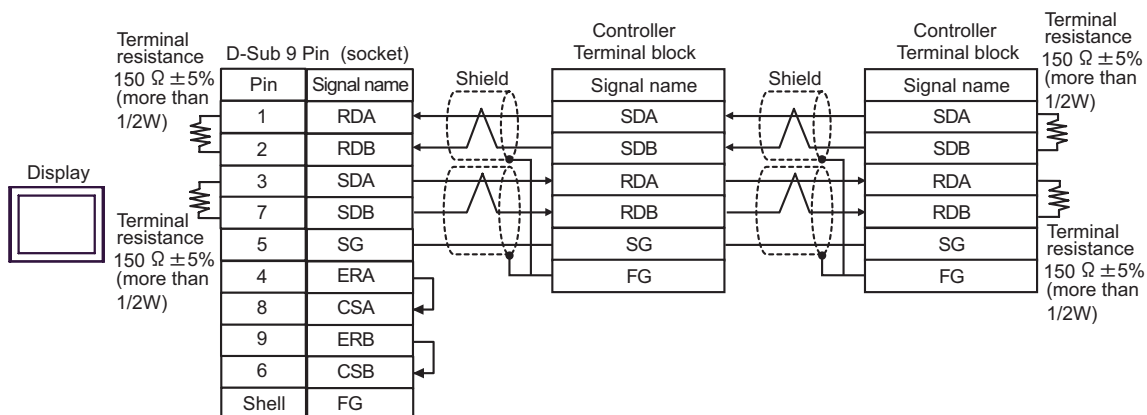 Display
Terminal
resistance
150 Ω ±5%
(more than
1/2W)
Terminal
resistance
150 Ω ±5%
(more than
1/2W)
D-Sub 9 Pin (socket)
Pin Signal name
1 RDA
2 RDB
3 SDA
7 SDB
5 SG
4 ERA
8 CSA
9 ERB
6 CSB
Shell FG
Shield
Controller
Terminal block
Signal name
SDA
SDB
RDA
RDB
SG
FG
Shield
Controller
Terminal block
Signal name
SDA
SDB
RDA
RDB
SG
FG
Terminal
resistance
150 Ω ±5%
(more than
1/2W)
Terminal
resistance
150 Ω ±5%
(more than
1/2W)